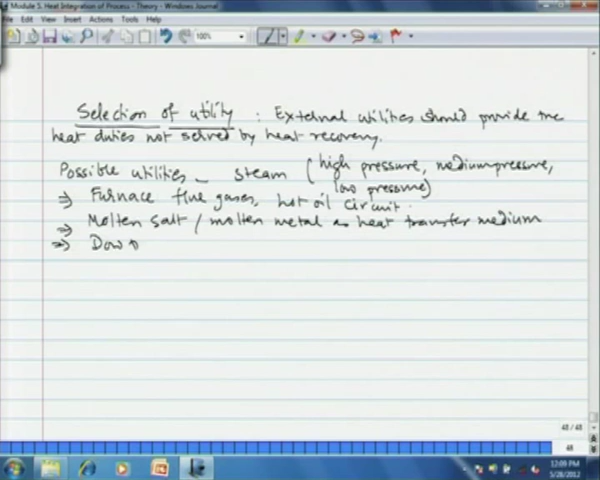 Module 5. Heat Integration of Process - Theory - Windows Journal
File Edit View Insert Actions Tools Help
100%
Selection of utility : External utilities should provide the
heat duties not served by heat recovery.
Possible utilities - steam (high pressure, medium pressure,
low pressure)
⇒ Furnace flue gases, hot oil circuit.
⇒ Molten salt / molten metal as heat transfer medium
⇒ Dow
48 / 48
48
12:09 PM
5/28/2012